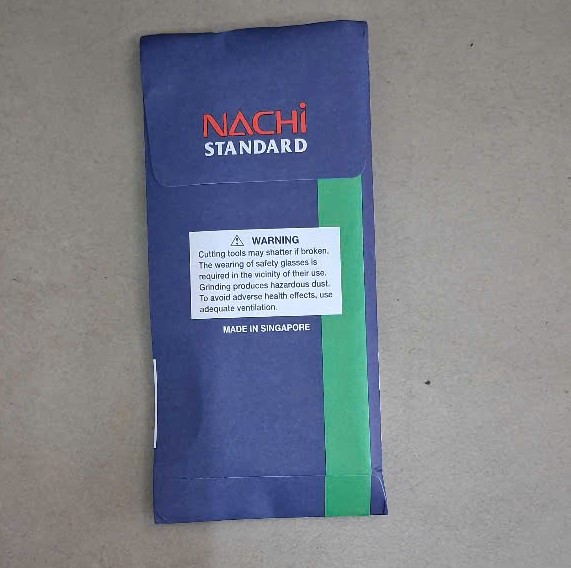 NACHi
STANDARD
⚠ WARNING
Cutting tools may shatter if broken.
The wearing of safety glasses is
required in the vicinity of their use.
Grinding produces hazardous dust.
To avoid adverse health effects, use
adequate ventilation.
MADE IN SINGAPORE